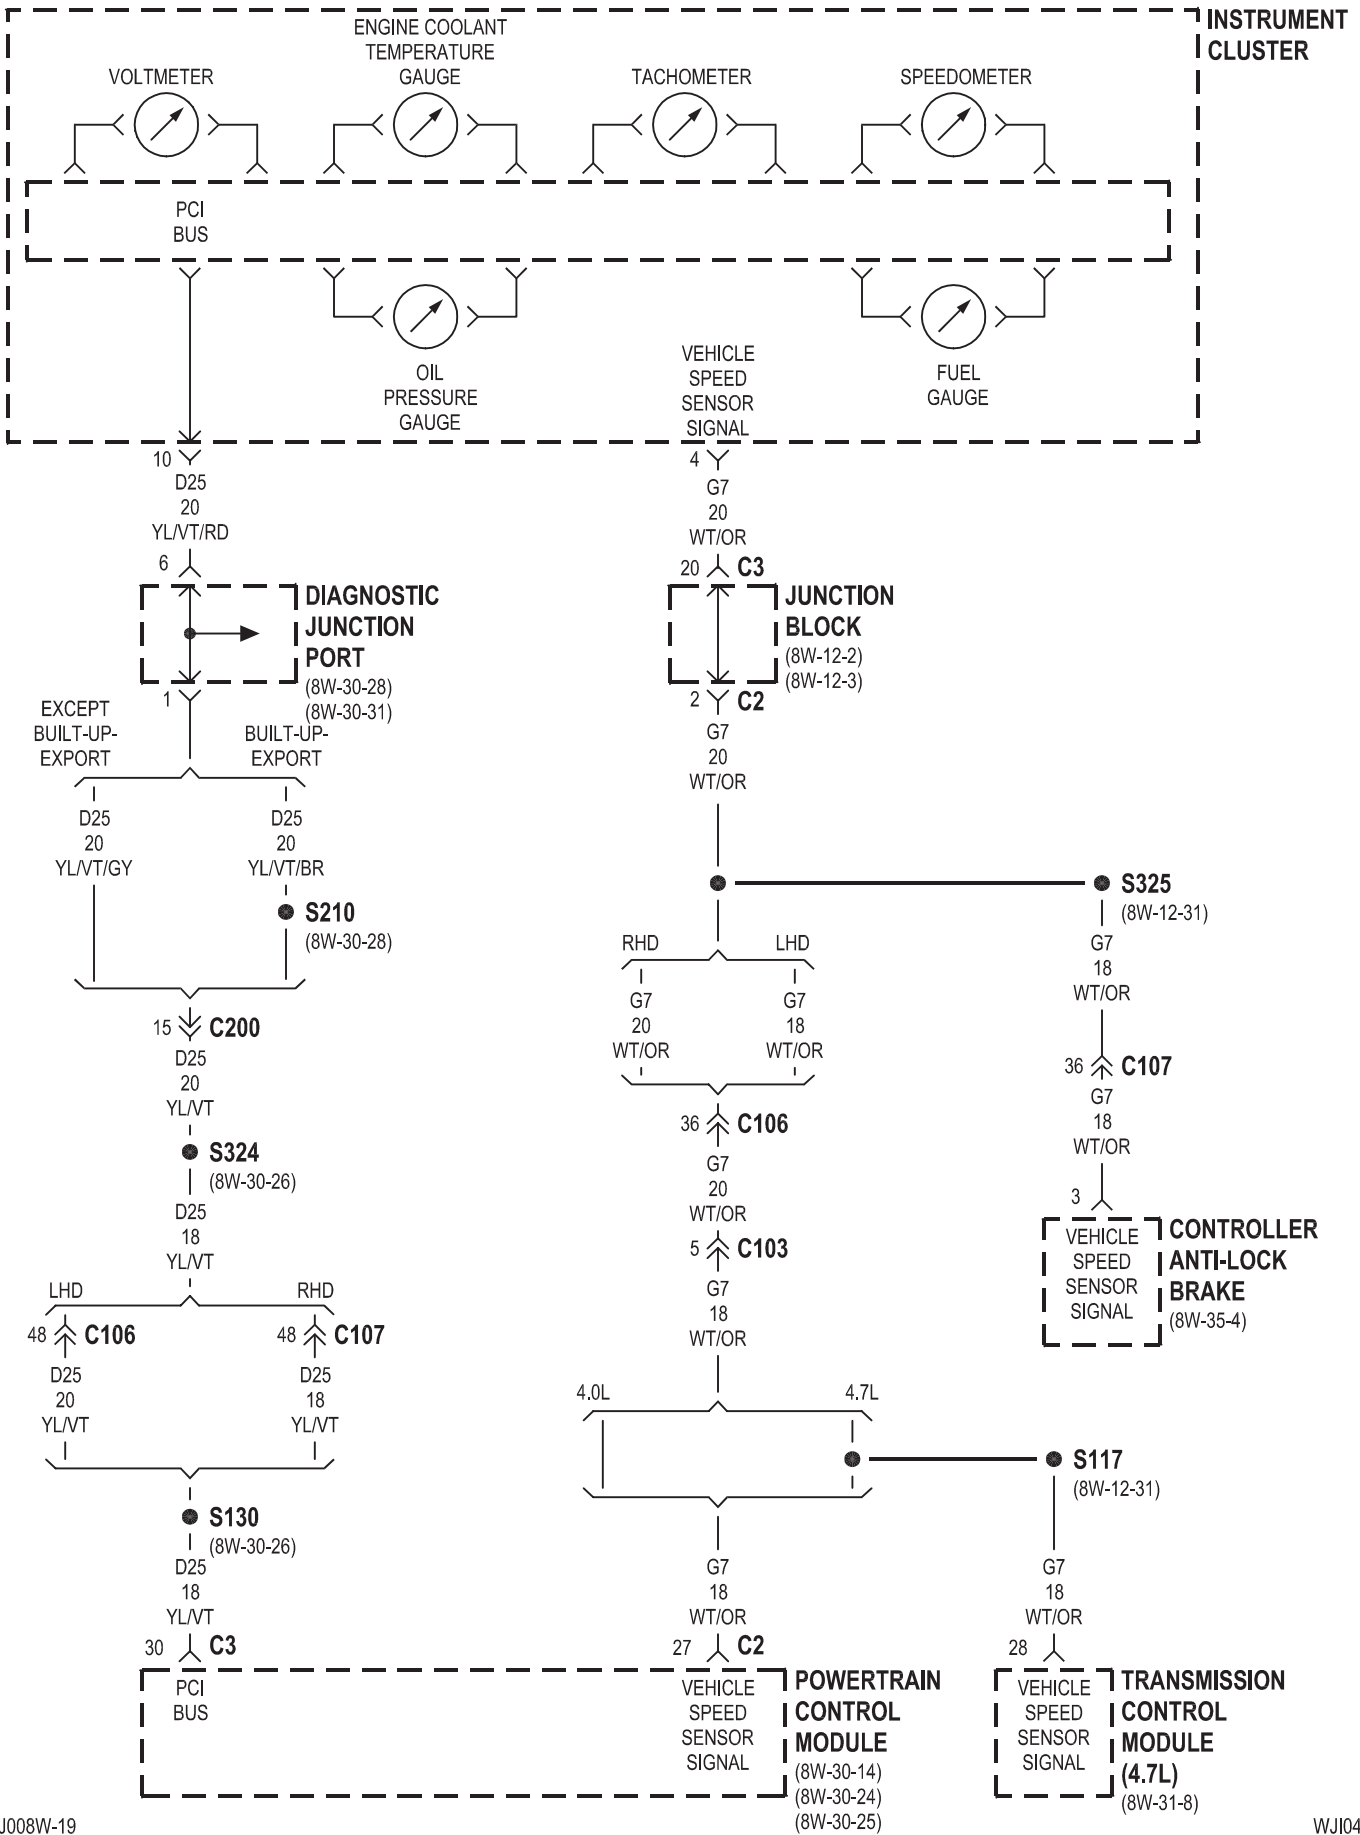 INSTRUMENT
CLUSTER
ENGINE COOLANT
TEMPERATURE
GAUGE
VOLTMETER
TACHOMETER
SPEEDOMETER
PCI
BUS
OIL
PRESSURE
GAUGE
VEHICLE
SPEED
SENSOR
SIGNAL
FUEL
GAUGE
10
D25
20
YL/VT/RD
6
DIAGNOSTIC
JUNCTION
PORT
(8W-30-28)
(8W-30-31)
1
4
G7
20
WT/OR
20 C3
JUNCTION
BLOCK
(8W-12-2)
(8W-12-3)
2 C2
G7
20
WT/OR
EXCEPT
BUILT-UP-
EXPORT
BUILT-UP-
EXPORT
D25
20
YL/VT/GY
D25
20
YL/VT/BR
S210
(8W-30-28)
15 C200
D25
20
YL/VT
S324
(8W-30-26)
D25
18
YL/VT
LHD
RHD
48 C106
48 C107
D25
20
YL/VT
D25
18
YL/VT
S130
(8W-30-26)
D25
18
YL/VT
30 C3
S325
(8W-12-31)
RHD
LHD
G7
20
WT/OR
G7
18
WT/OR
36 C106
G7
20
WT/OR
5 C103
G7
18
WT/OR
G7
18
WT/OR
36 C107
G7
18
WT/OR
3
VEHICLE
SPEED
SENSOR
SIGNAL
CONTROLLER
ANTI-LOCK
BRAKE
(8W-35-4)
4.0L
4.7L
S117
(8W-12-31)
G7
18
WT/OR
27 C2
G7
18
WT/OR
28
PCI
BUS
VEHICLE
SPEED
SENSOR
SIGNAL
POWERTRAIN
CONTROL
MODULE
(8W-30-14)
(8W-30-24)
(8W-30-25)
VEHICLE
SPEED
SENSOR
SIGNAL
TRANSMISSION
CONTROL
MODULE
(4.7L)
(8W-31-8)
J008W-19
WJI04